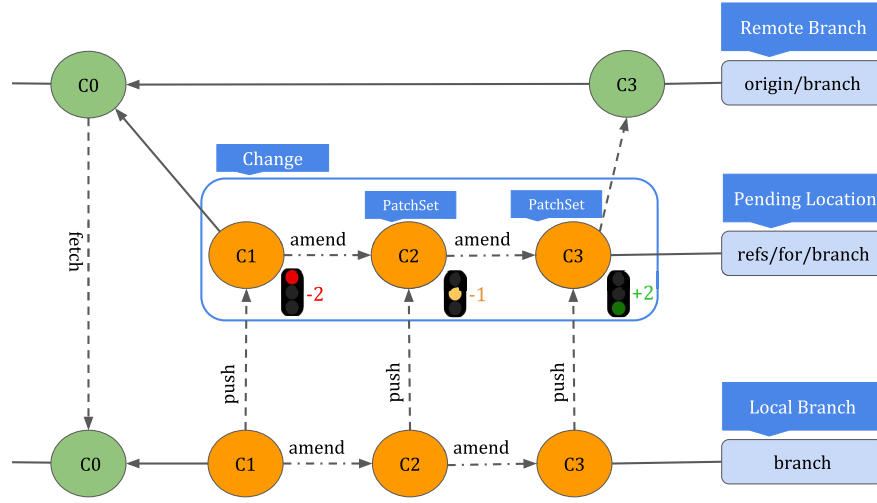 Remote Branch
C0
C3
origin/branch
Change
PatchSet
PatchSet
Pending Location
fetch
C1
amend
C2
amend
C3
refs/for/branch
-2
-1
+2
push
push
push
Local Branch
C0
C1
amend
C2
amend
C3
branch